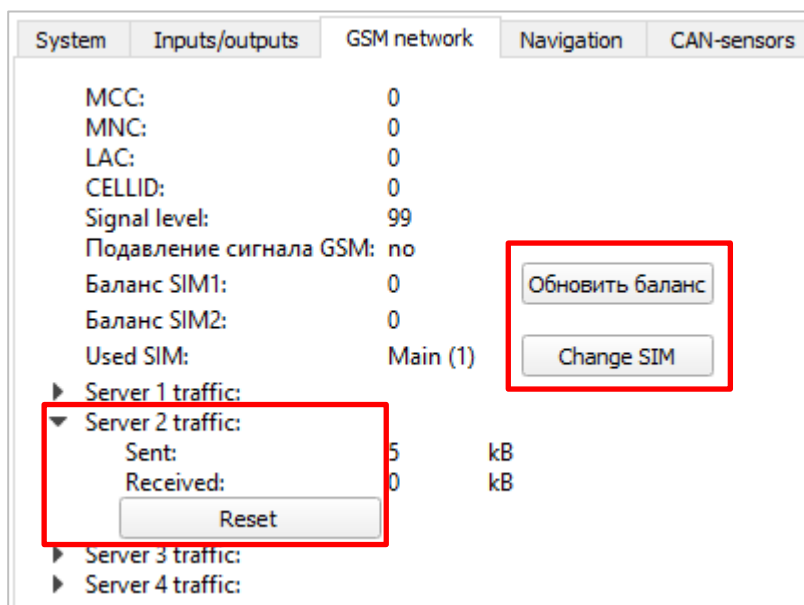 System Inputs/outputs GSM network Navigation CAN-sensors
MCC: 0
MNC: 0
LAC: 0
CELLID: 0
Signal level: 99
Подавление сигнала GSM: no
Баланс SIM1: 0 Обновить баланс
Баланс SIM2: 0
Used SIM: Main (1) Change SIM
Server 1 traffic:
Server 2 traffic:
Sent: 5 kB
Received: 0 kB
Reset
Server 3 traffic:
Server 4 traffic: